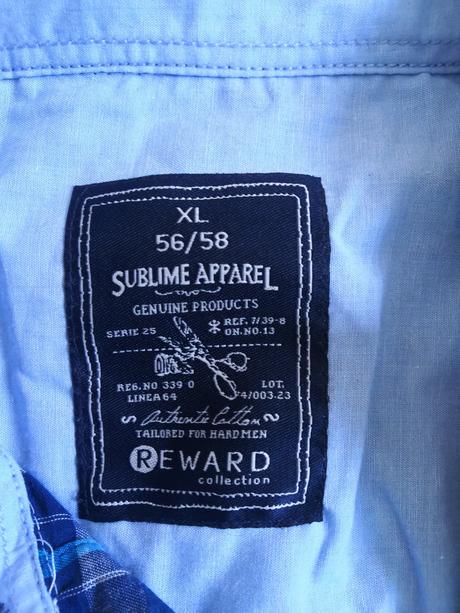 XL
56/58
SUBLIME APPAREL
GENUINE PRODUCTS
SERIE 25
REF. 7/39-8
ON.NO.13
REG.NO 339 0
LINEA 64
LOT.
74/003.23
Authentic Cotton
TAILORED FOR HARD MEN
REWARD
collection